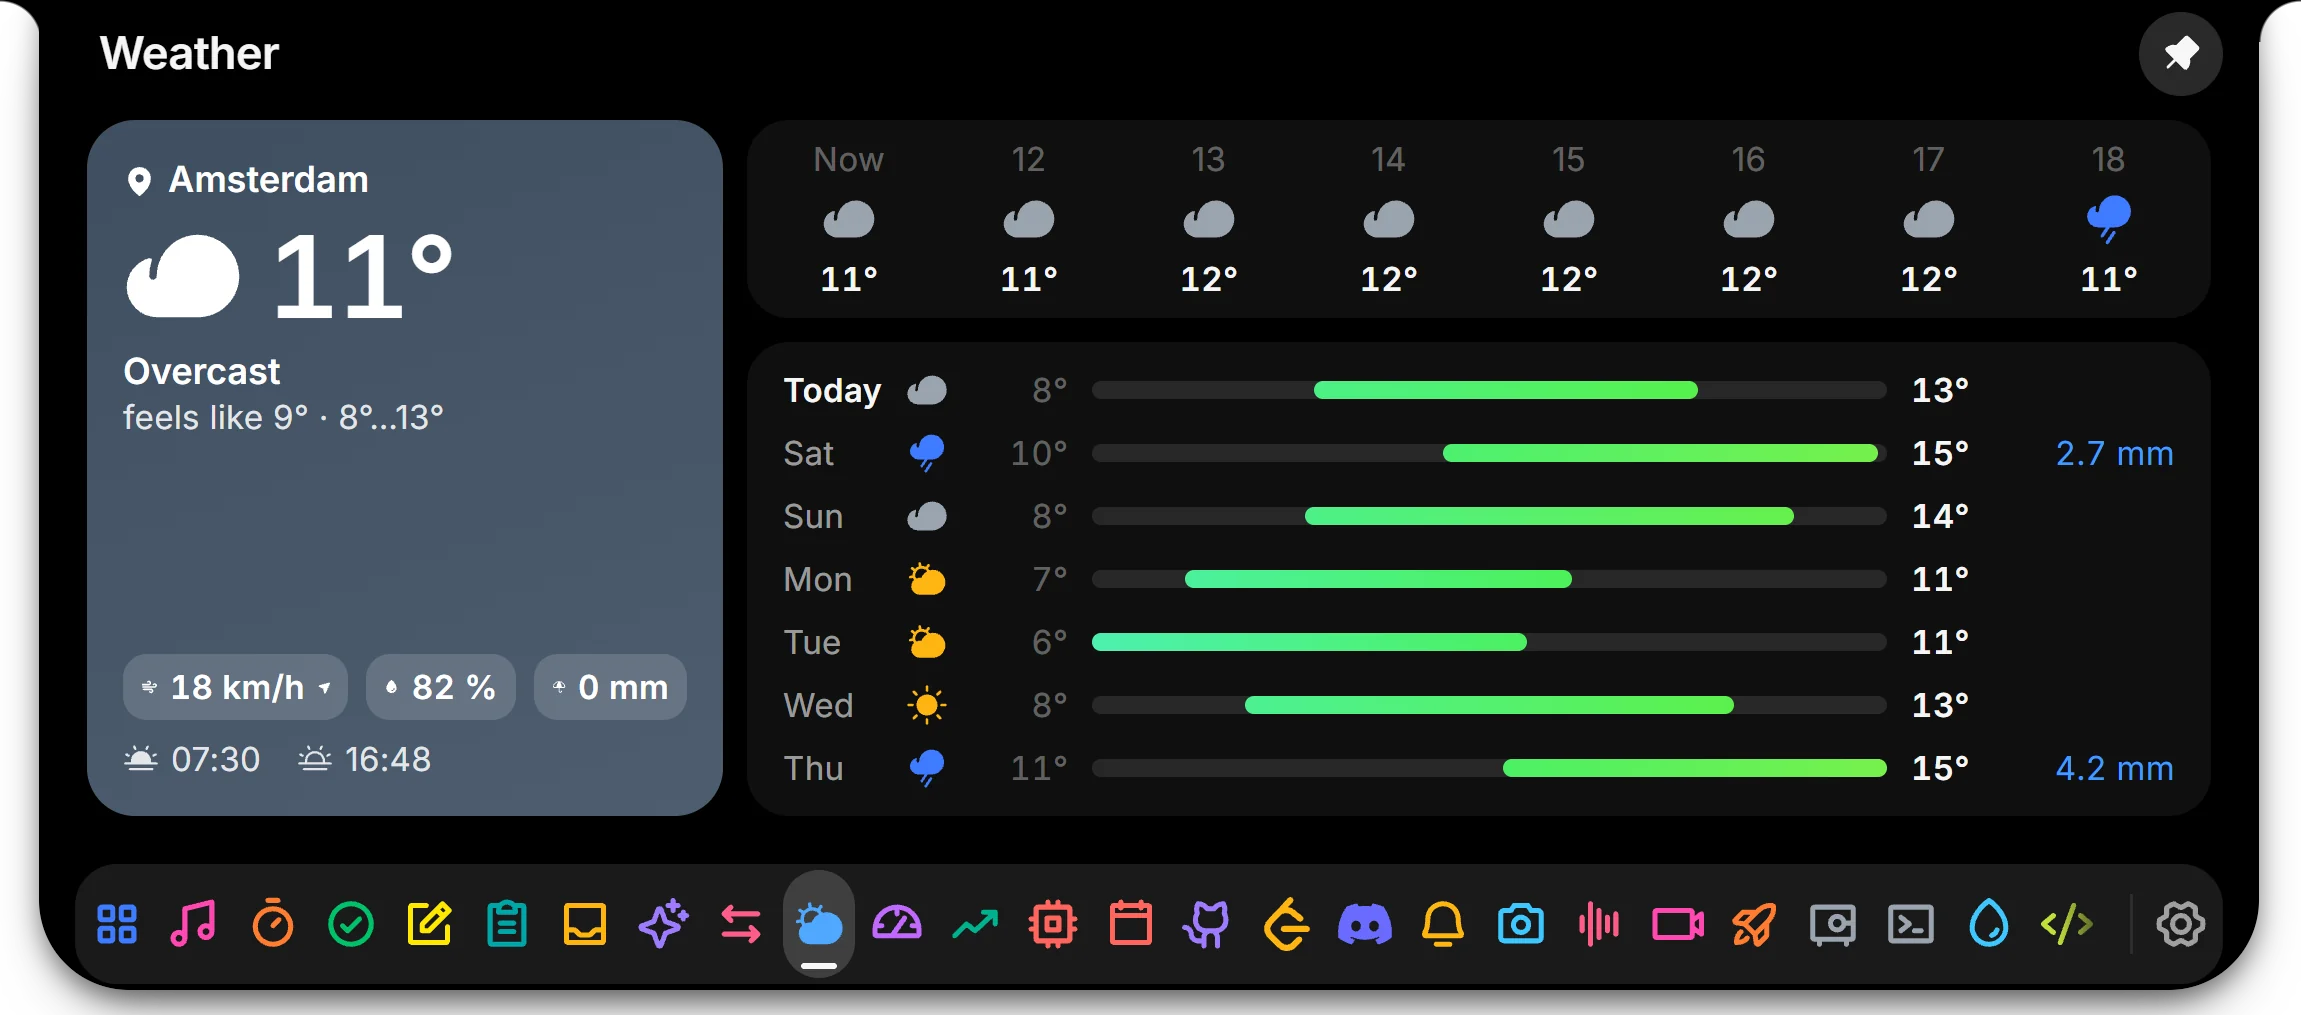 Weather
Amsterdam
11°
Overcast
feels like 9° · 8°...13°
18 km/h 82 % 0 mm
07:30 16:48
Now 12 13 14 15 16 17 18
11° 11° 12° 12° 12° 12° 12° 11°
Today 8° 13°
Sat 10° 15° 2.7 mm
Sun 8° 14°
Mon 7° 11°
Tue 6° 11°
Wed 8° 13°
Thu 11° 15° 4.2 mm